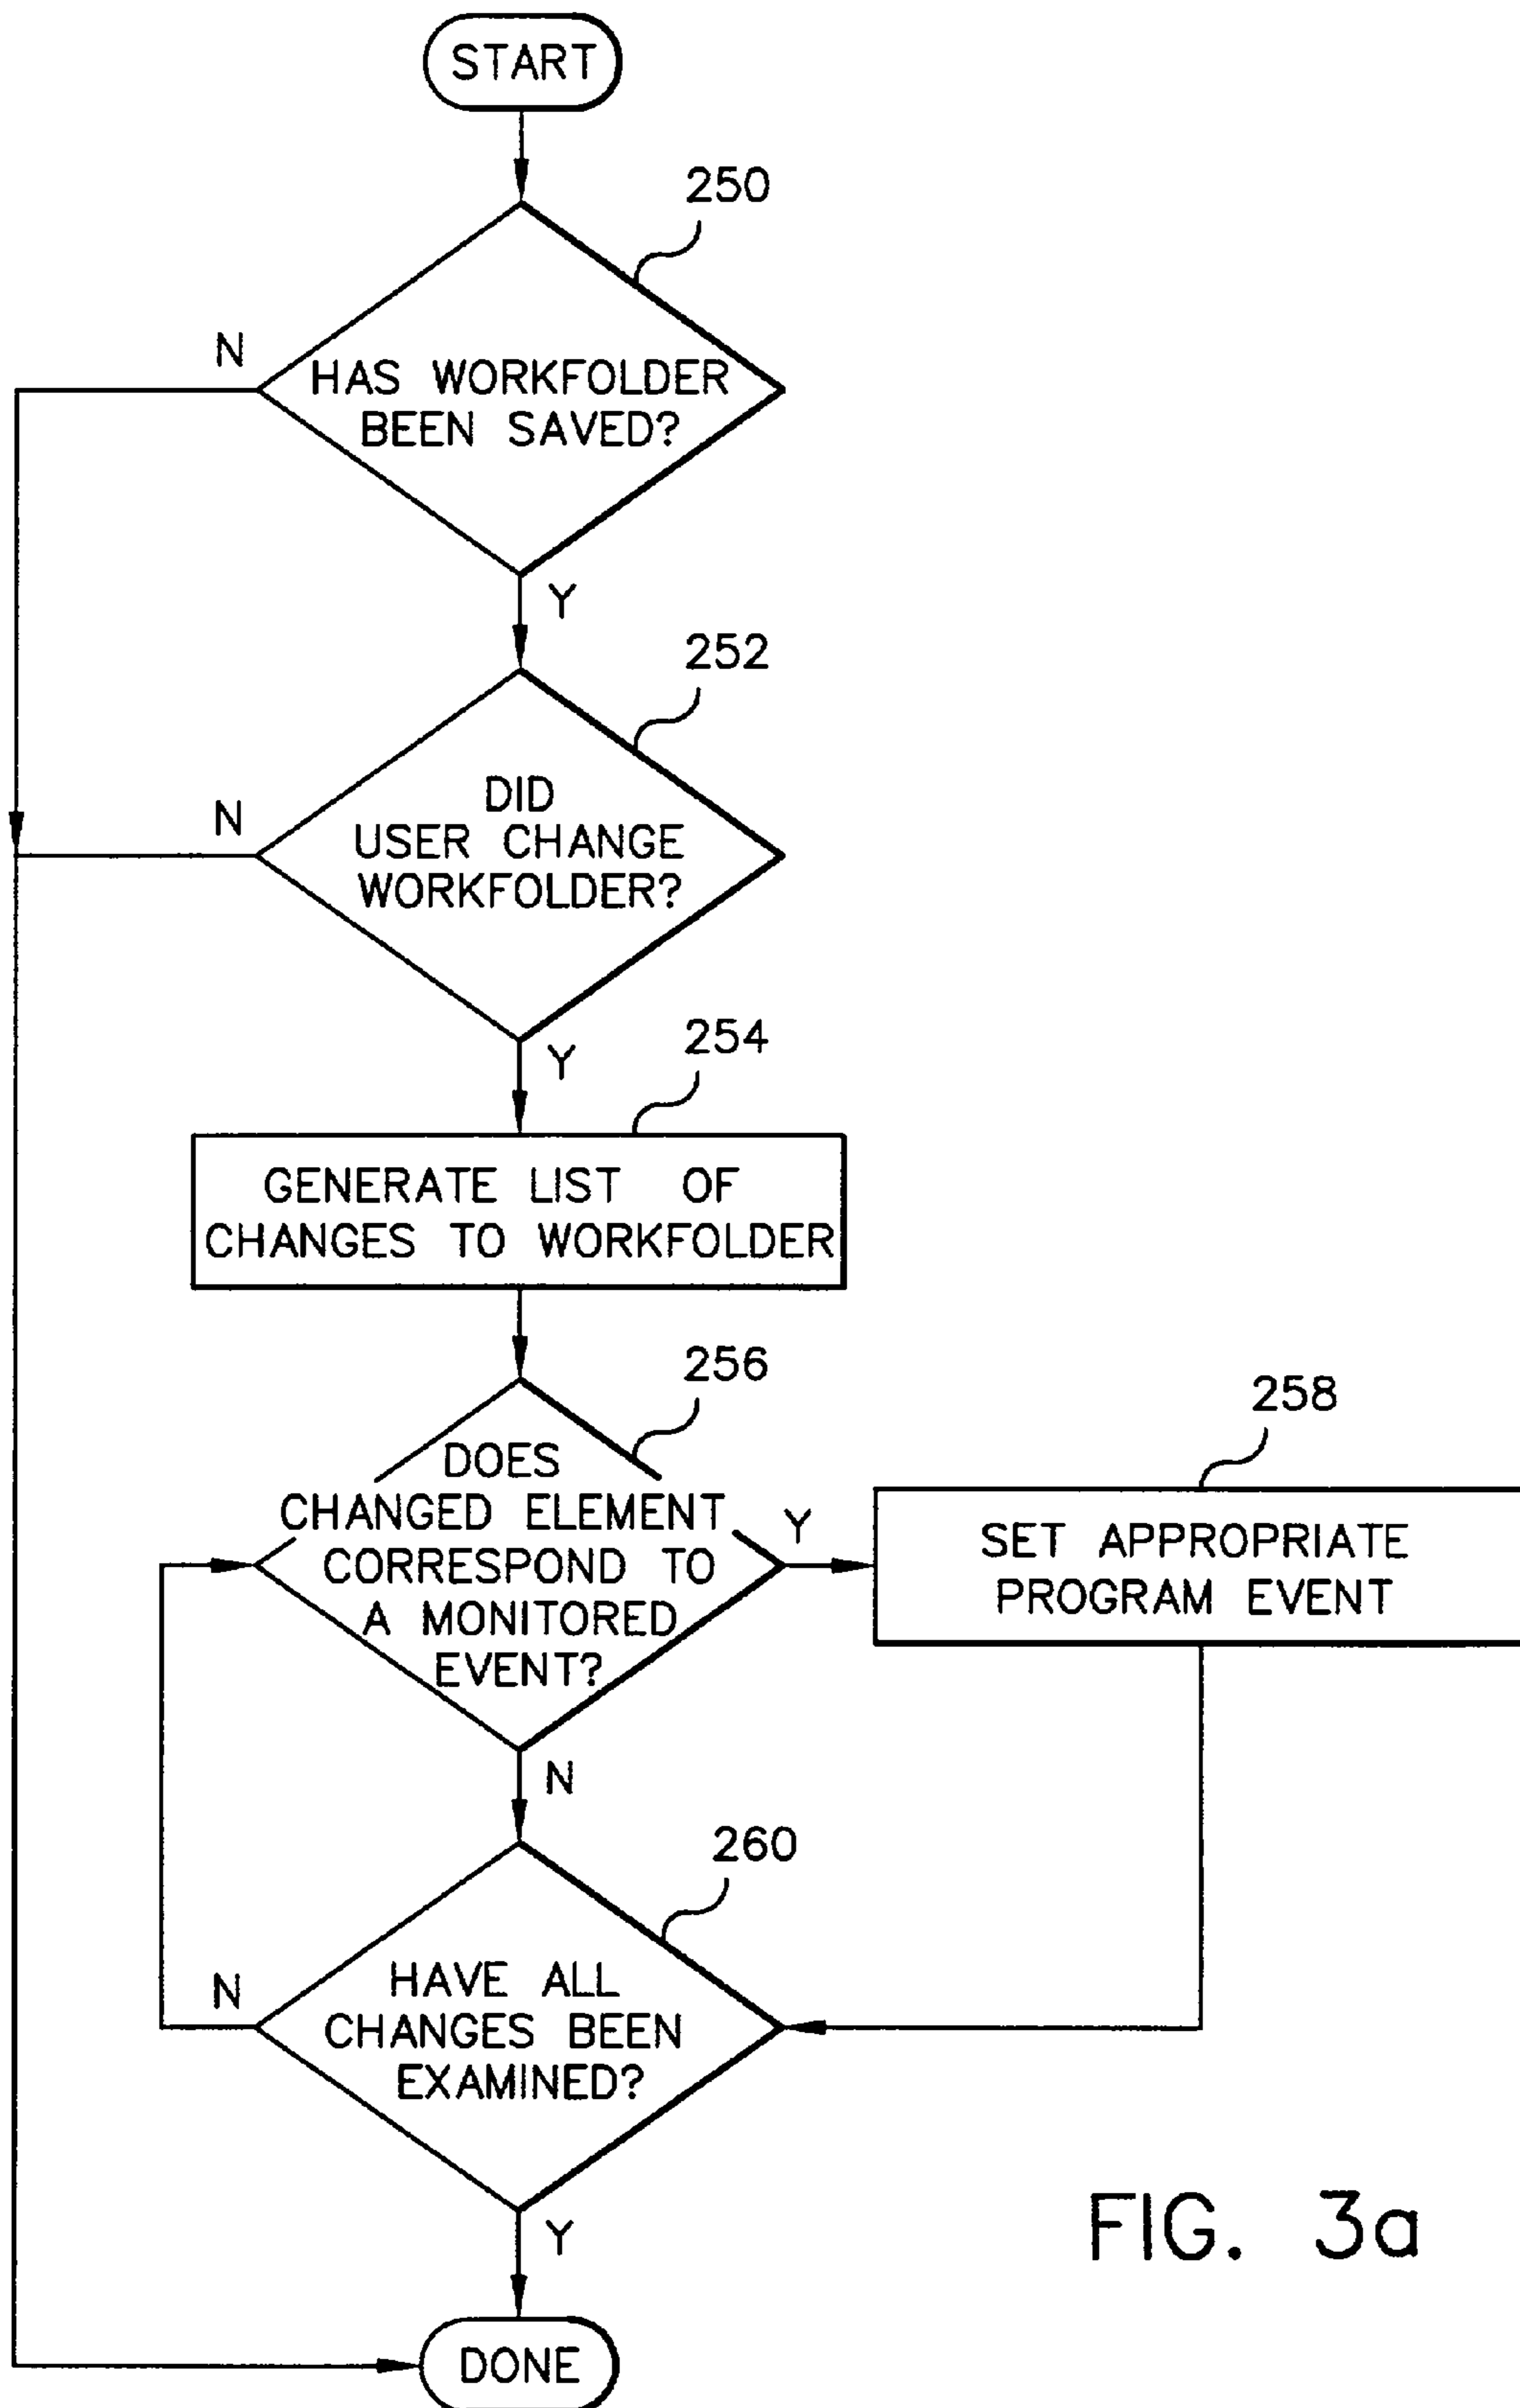 START
250
N
HAS WORKFOLDER
BEEN SAVED?
Y
252
N
DID
USER CHANGE
WORKFOLDER?
Y
254
GENERATE LIST OF
CHANGES TO WORKFOLDER
256
258
DOES
CHANGED ELEMENT
CORRESPOND TO
A MONITORED
EVENT?
Y
SET APPROPRIATE
PROGRAM EVENT
N
260
N
HAVE ALL
CHANGES BEEN
EXAMINED?
Y
FIG. 3a
DONE